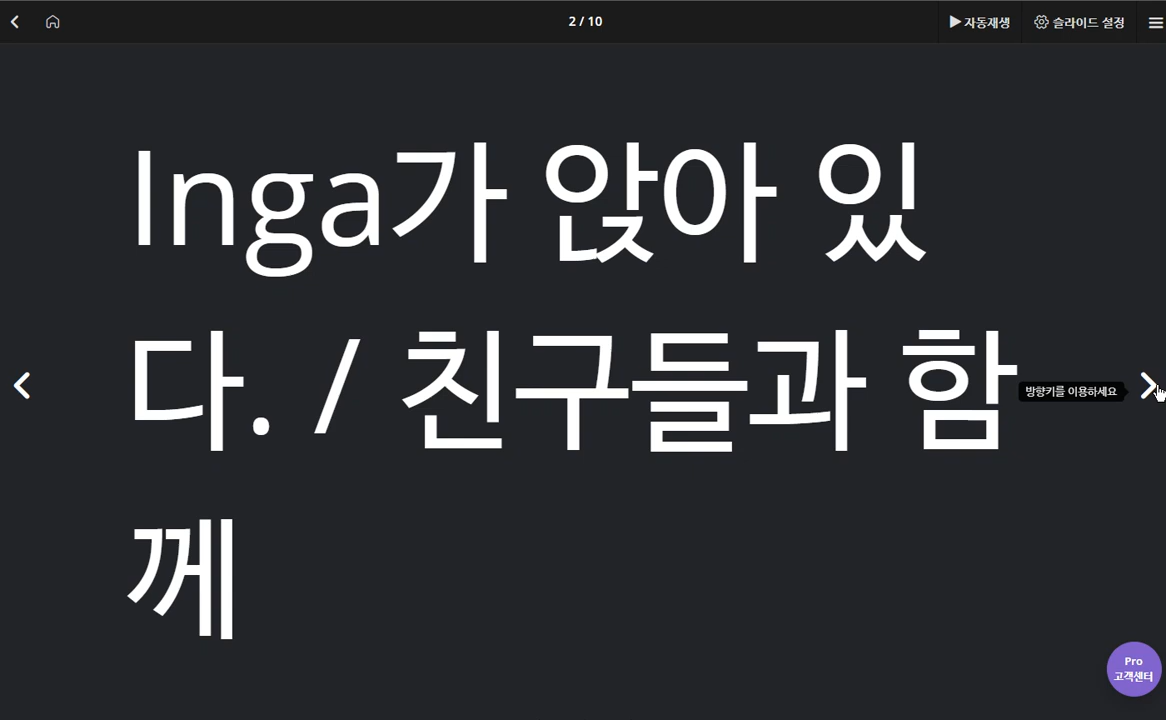 2 / 10
자동재생
슬라이드 설정
Inga가 앉아 있
다. / 친구들과 함
께
방향키를 이용하세요
Pro
고객센터